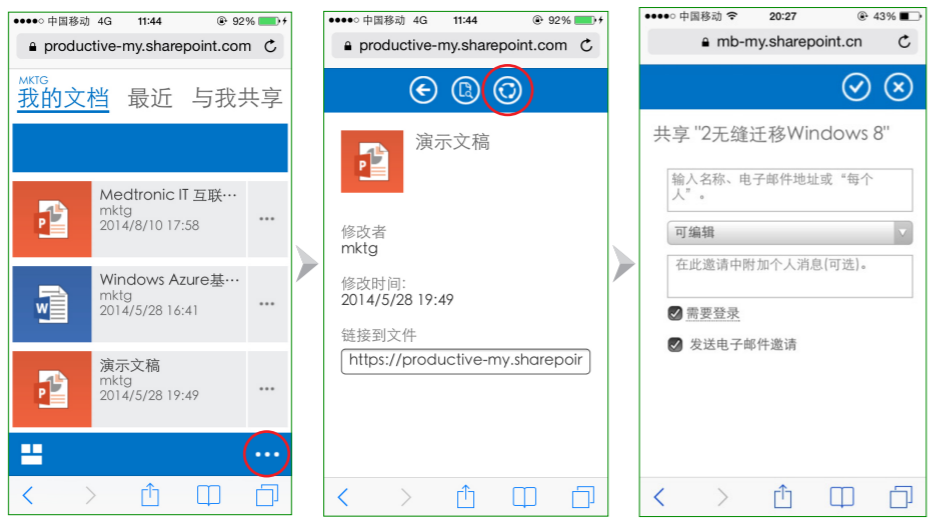 中国移动 4G 11:44 92%
productive-my.sharepoint.com
MKTG
我的文档 最近 与我共享
Medtronic IT 互联…
mktg
2014/8/10 17:58
Windows Azure基…
mktg
2014/5/28 16:41
演示文稿
mktg
2014/5/28 19:49
中国移动 4G 11:44 92%
productive-my.sharepoint.com
演示文稿
修改者
mktg
修改时间:
2014/5/28 19:49
链接到文件
https://productive-my.sharepoir
中国移动 20:27 43%
mb-my.sharepoint.cn
共享 "2无缝迁移Windows 8"
输入名称、电子邮件地址或“每个
人”。
可编辑
在此邀请中附加个人消息(可选)。
需要登录
发送电子邮件邀请